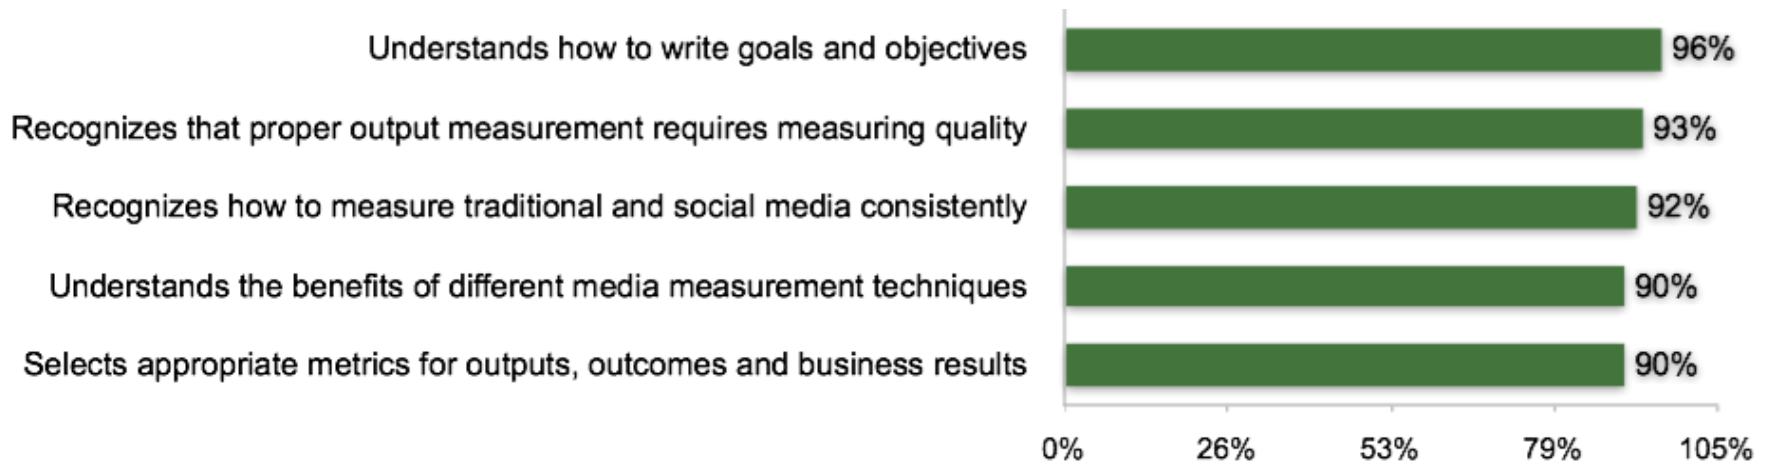 Understands how to write goals and objectives 96%
Recognizes that proper output measurement requires measuring quality 93%
Recognizes how to measure traditional and social media consistently 92%
Understands the benefits of different media measurement techniques 90%
Selects appropriate metrics for outputs, outcomes and business results 90%
0% 26% 53% 79% 105%